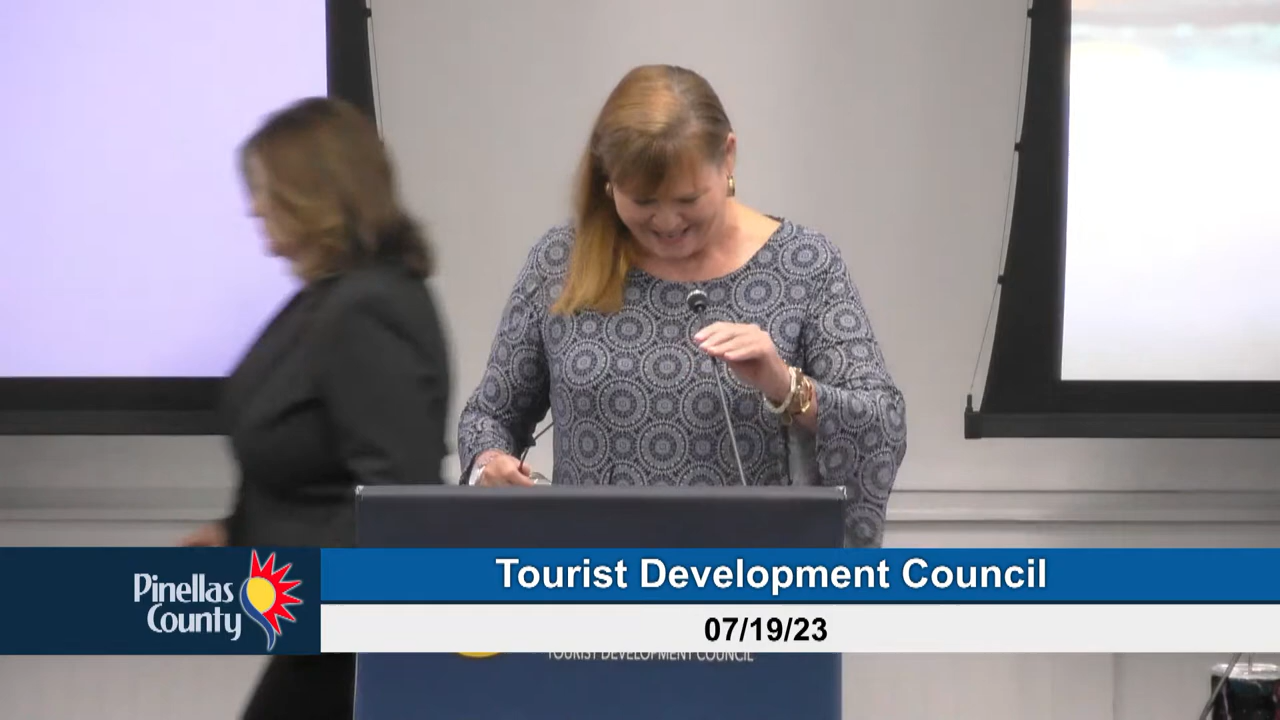 Tourist Development Council
Pinellas
County
07/19/23
TOURIST DEVELOPMENT COUNCIL